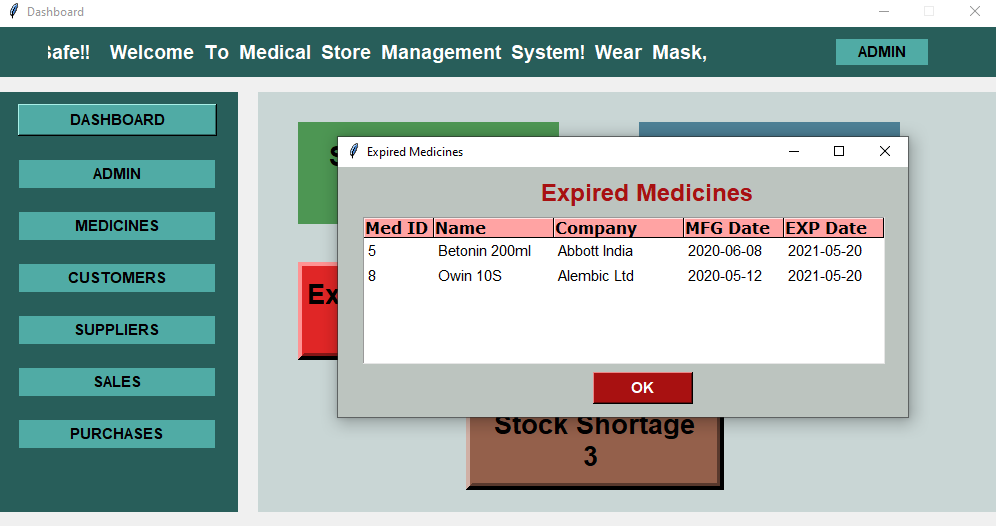 Dashboard
Safe!! Welcome To Medical Store Management System! Wear Mask,
ADMIN
DASHBOARD
ADMIN
MEDICINES
CUSTOMERS
SUPPLIERS
SALES
PURCHASES
Expired Medicines
Expired Medicines
Med ID Name Company MFG Date EXP Date
5 Betonin 200ml Abbott India 2020-06-08 2021-05-20
8 Owin 10S Alembic Ltd 2020-05-12 2021-05-20
OK
Ex
Stock Shortage
3